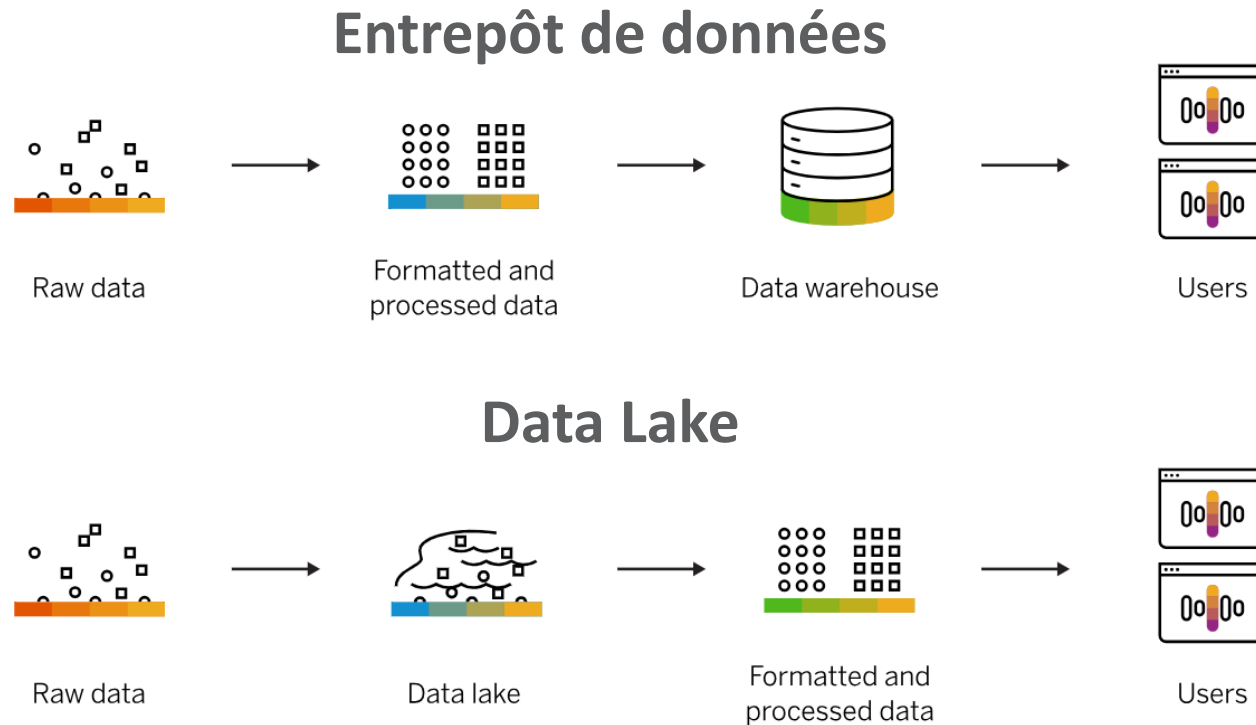 Entrepôt de données
Raw data
Formatted and
processed data
Data warehouse
Users
Data Lake
Raw data
Data lake
Formatted and
processed data
Users